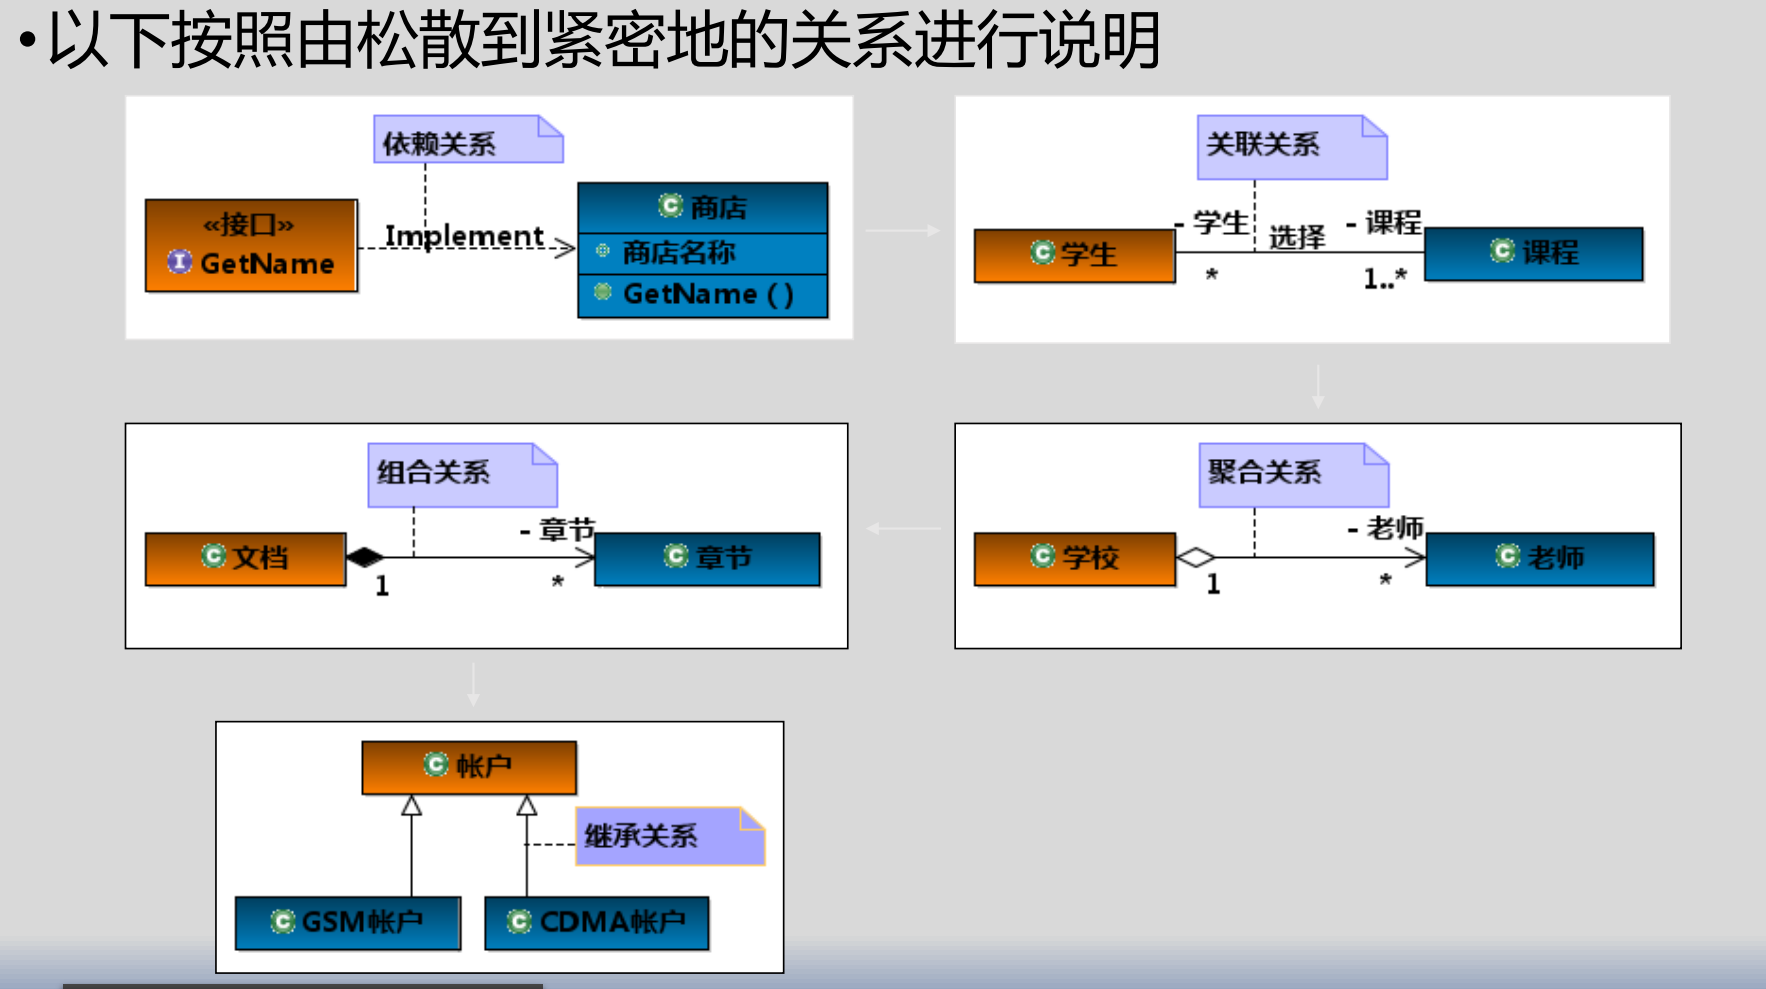 •以下按照由松散到紧密地的关系进行说明
依赖关系
«接口»
I GetName
Implement
C 商店
商店名称
GetName ( )
关联关系
C 学生
- 学生
选择
- 课程
*
1..*
C 课程
组合关系
C 文档
1
- 章节
*
C 章节
聚合关系
C 学校
1
- 老师
*
C 老师
C 帐户
继承关系
C GSM帐户
C CDMA帐户